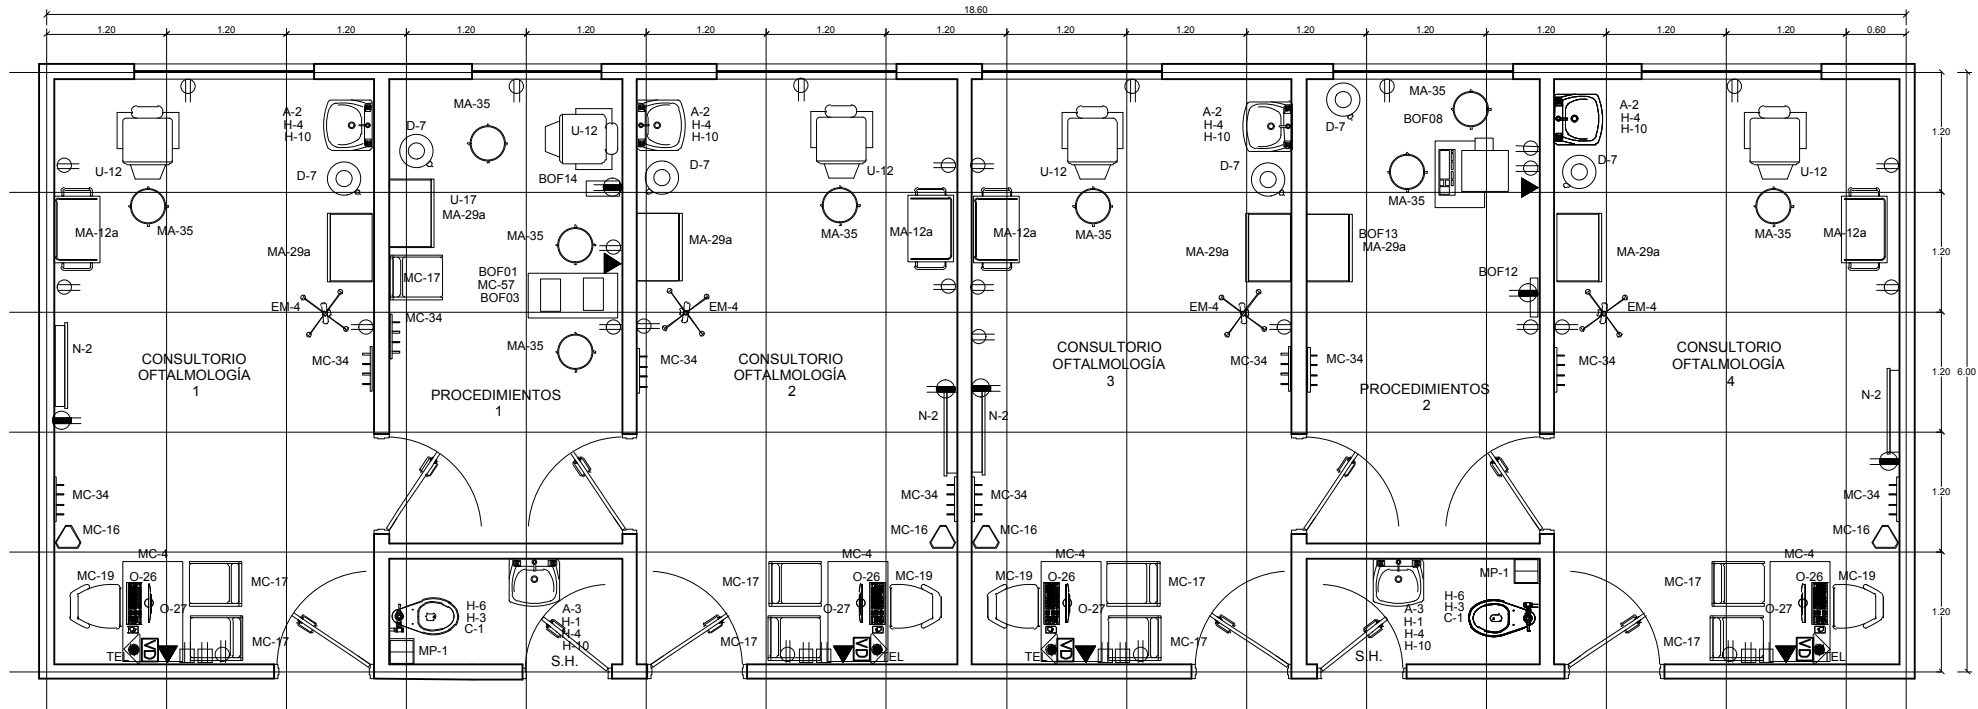 18.60
1.20 1.20 1.20 1.20 1.20 1.20 1.20 1.20 1.20 1.20 1.20 1.20 1.20 1.20 1.20 0.60
A-2
H-4
H-10
D-7
U-12
MA-12a
MA-35
MA-29a
EM-4
MC-34
N-2
CONSULTORIO
OFTALMOLOGÍA
1
MC-34
MC-16
MC-4
MC-19
O-26
O-27
MC-17
MC-17
TEL
VD
MA-35
D-7
U-12
BOF14
U-17
MA-29a
MA-35
MC-17
BOF01
MC-57
BOF03
MC-34
MA-35
PROCEDIMIENTOS
1
H-6
H-3
C-1
A-3
H-1
H-4
H-10
MP-1
S.H.
A-2
H-4
H-10
D-7
U-12
MA-35
MA-12a
MA-29a
EM-4
MC-34
CONSULTORIO
OFTALMOLOGÍA
2
N-2
MC-34
MC-16
MC-4
MC-17
O-26
MC-19
O-27
MC-17
VD
TEL
A-2
H-4
H-10
D-7
U-12
MA-12a
MA-35
MA-29a
EM-4
MC-34
CONSULTORIO
OFTALMOLOGÍA
3
N-2
MC-34
MC-16
MC-4
MC-19
O-26
O-27
MC-17
MC-17
TEL
VD
D-7
MA-35
BOF08
MA-35
BOF13
MA-29a
BOF12
MC-34
PROCEDIMIENTOS
2
MP-1
H-6
H-3
C-1
A-3
H-1
H-4
H-10
S.H.
A-2
H-4
H-10
D-7
U-12
MA-35
MA-12a
MA-29a
EM-4
MC-34
CONSULTORIO
OFTALMOLOGÍA
4
N-2
MC-34
MC-16
MC-4
MC-17
O-26
MC-19
O-27
MC-17
VD
TEL
1.20
1.20
1.20
6.00
1.20
1.20